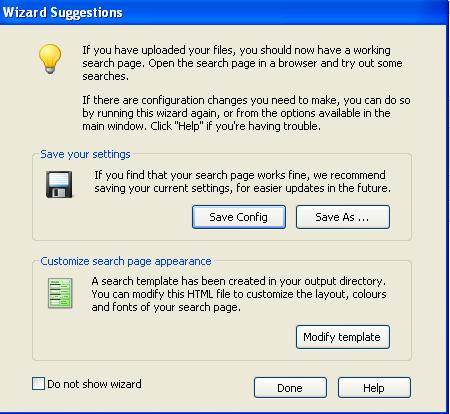 Wizard Suggestions
If you have uploaded your files, you should now have a working
search page. Open the search page in a browser and try out some
searches.
If there are configuration changes you need to make, you can do so
by running this wizard again, or from the options available in the
main window. Click "Help" if you're having trouble.
Save your settings
If you find that your search page works fine, we recommend
saving your current settings, for easier updates in the future.
Save Config
Save As ...
Customize search page appearance
A search template has been created in your output directory.
You can modify this HTML file to customize the layout, colours
and fonts of your search page.
Modify template
Do not show wizard
Done
Help